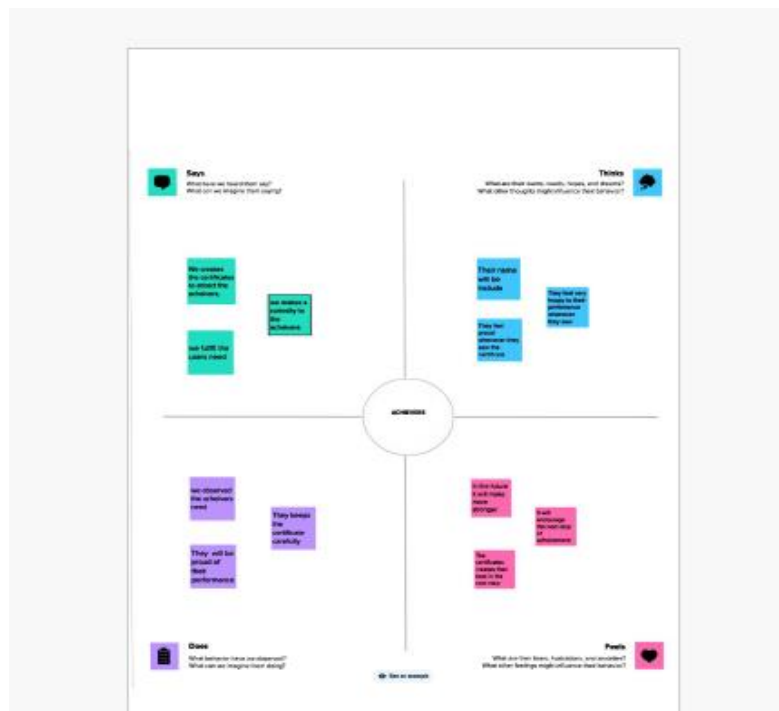 Says
What have we heard them say?
What can we imagine them saying?
Thinks
What are their wants, needs, hopes, and dreams?
What other thoughts might influence their behavior?
We creates
the certificates
to attract the
we makes a
curiosity to
the
we fulfil the
users need
Their name
will be
include
They feel very
happy to their
performance
whenever
they see
They feel
proud
whenever they
saw the
certificate
ACHIEVERS
we observed
the
need
They keeps
the
certificate
carefully
They will be
proud of
their
performance
In the future
it will make
more
stronger
It will
encourage
the next step
of
achievement
The
certificates
creates their
best in the
next step
Does
What behavior have we observed?
What can we imagine them doing?
Feels
What are their fears, frustrations, and anxieties?
What other feelings might influence their behavior?
See an example